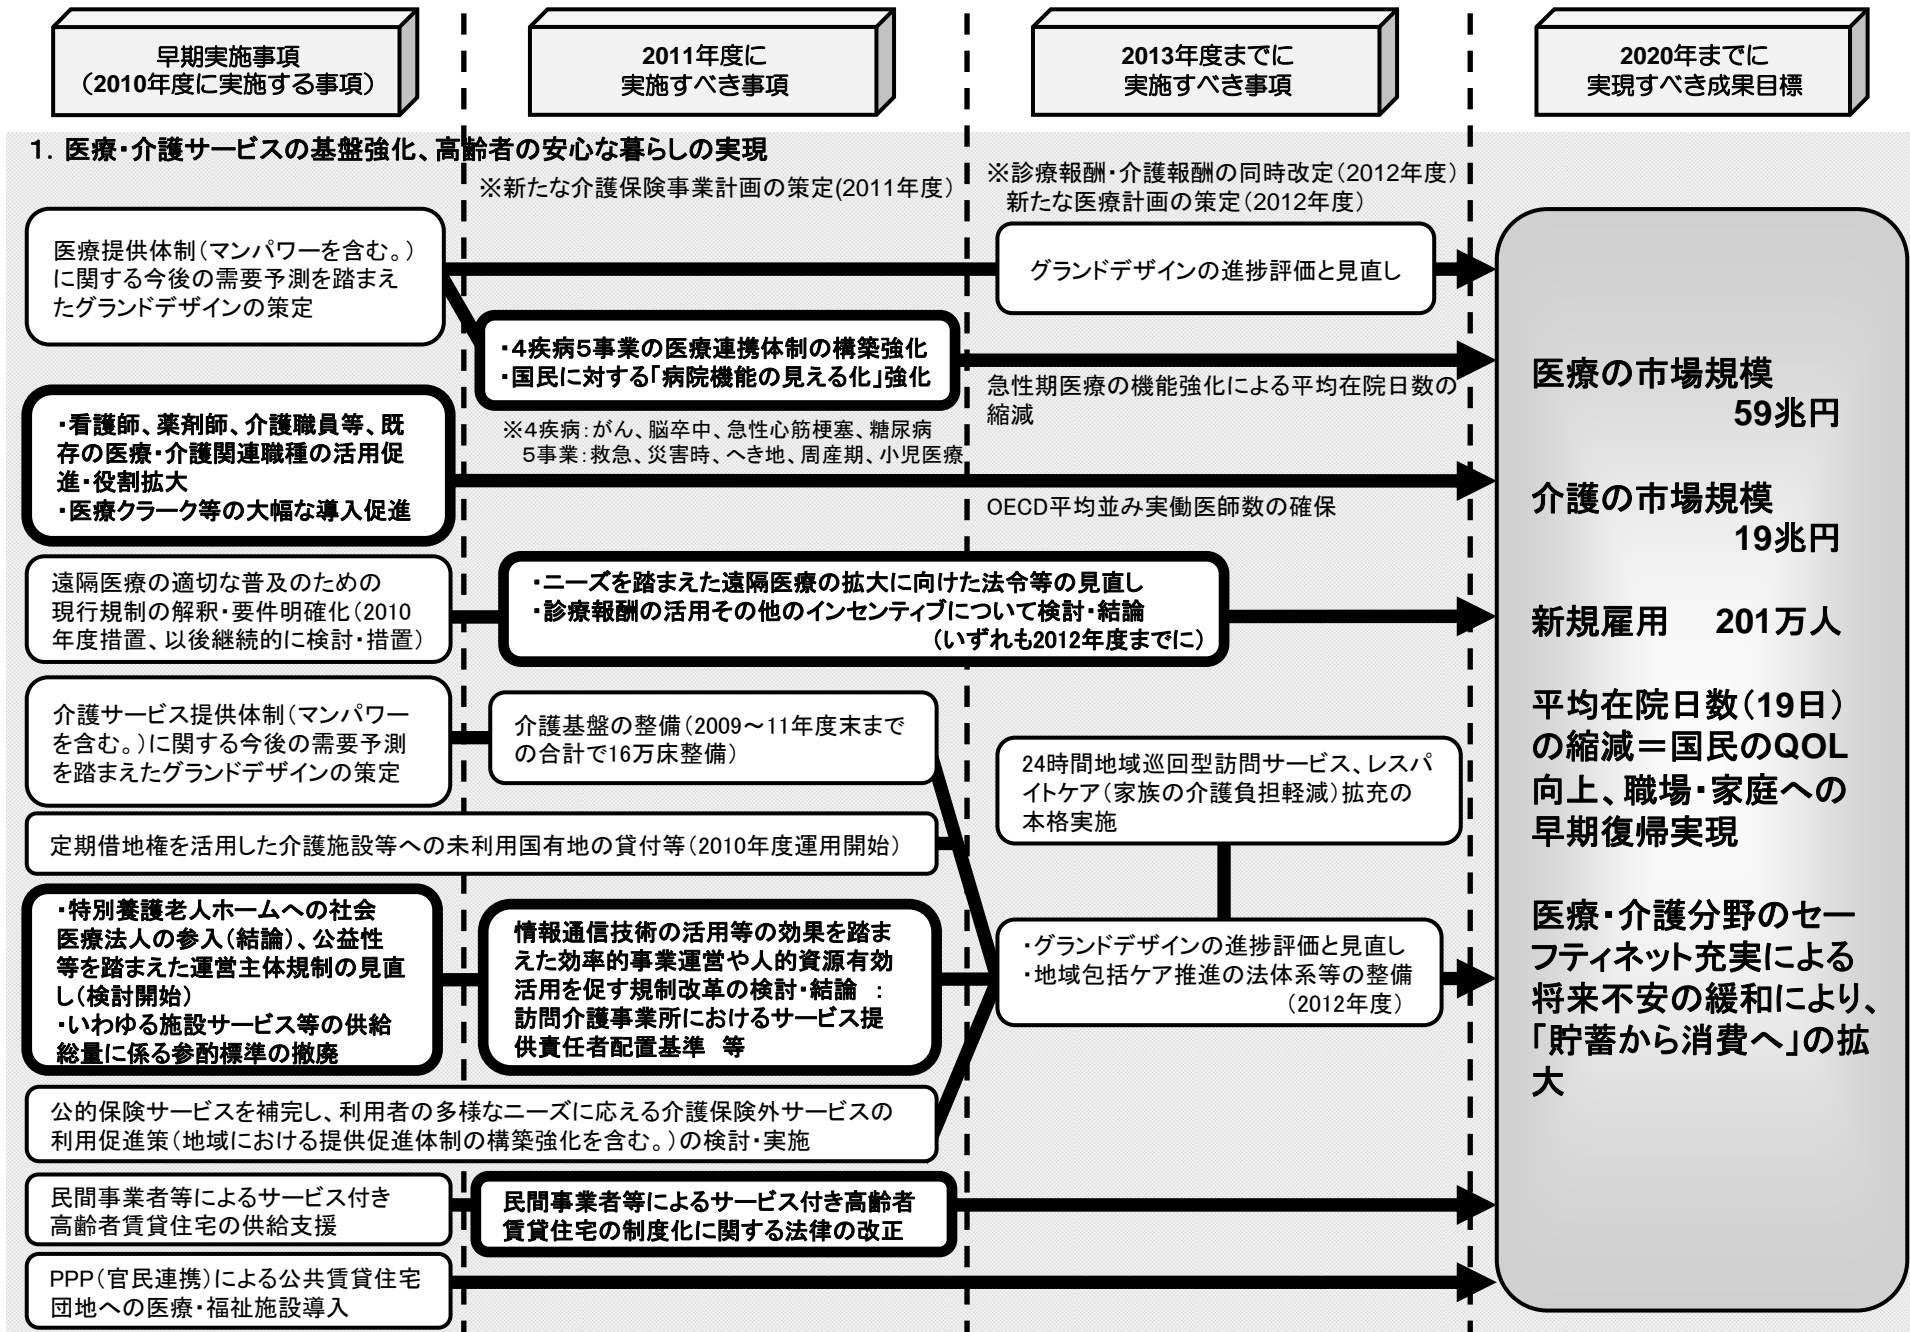 早期実施事項
（2010年度に実施する事項）
2011年度に
実施すべき事項
2013年度までに
実施すべき事項
2020年までに
実現すべき成果目標
1．医療・介護サービスの基盤強化、高齢者の安心な暮らしの実現
※新たな介護保険事業計画の策定(2011年度）
※診療報酬・介護報酬の同時改定（2012年度）
新たな医療計画の策定（2012年度）
医療提供体制（マンパワーを含む。）
に関する今後の需要予測を踏まえ
たグランドデザインの策定
グランドデザインの進捗評価と見直し
・4疾病5事業の医療連携体制の構築強化
・国民に対する「病院機能の見える化」強化
急性期医療の機能強化による平均在院日数の
縮減
※4疾病：がん、脳卒中、急性心筋梗塞、糖尿病
5事業：救急、災害時、へき地、周産期、小児医療
・看護師、薬剤師、介護職員等、既
存の医療・介護関連職種の活用促
進・役割拡大
・医療クラーク等の大幅な導入促進
OECD平均並み実働医師数の確保
遠隔医療の適切な普及のための
現行規制の解釈・要件明確化（2010
年度措置、以後継続的に検討・措置）
・ニーズを踏まえた遠隔医療の拡大に向けた法令等の見直し
・診療報酬の活用その他のインセンティブについて検討・結論
（いずれも2012年度までに）
介護サービス提供体制（マンパワー
を含む。）に関する今後の需要予測
を踏まえたグランドデザインの策定
介護基盤の整備（2009～11年度末まで
の合計で16万床整備）
24時間地域巡回型訪問サービス、レスパ
イトケア（家族の介護負担軽減）拡充の
本格実施
定期借地権を活用した介護施設等への未利用国有地の貸付等（2010年度運用開始）
・特別養護老人ホームへの社会
医療法人の参入（結論）、公益性
等を踏まえた運営主体規制の見直
し（検討開始）
・いわゆる施設サービス等の供給
総量に係る参酌標準の撤廃
情報通信技術の活用等の効果を踏ま
えた効率的事業運営や人的資源有効
活用を促す規制改革の検討・結論 ：
訪問介護事業所におけるサービス提
供責任者配置基準 等
・グランドデザインの進捗評価と見直し
・地域包括ケア推進の法体系等の整備
（2012年度）
公的保険サービスを補完し、利用者の多様なニーズに応える介護保険外サービスの
利用促進策（地域における提供促進体制の構築強化を含む。）の検討・実施
民間事業者等によるサービス付き
高齢者賃貸住宅の供給支援
民間事業者等によるサービス付き高齢者
賃貸住宅の制度化に関する法律の改正
PPP（官民連携）による公共賃貸住宅
団地への医療・福祉施設導入
医療の市場規模
59兆円
介護の市場規模
19兆円
新規雇用 201万人
平均在院日数（19日）
の縮減＝国民のQOL
向上、職場・家庭への
早期復帰実現
医療・介護分野のセー
フティネット充実による
将来不安の緩和により、
「貯蓄から消費へ」の拡
大